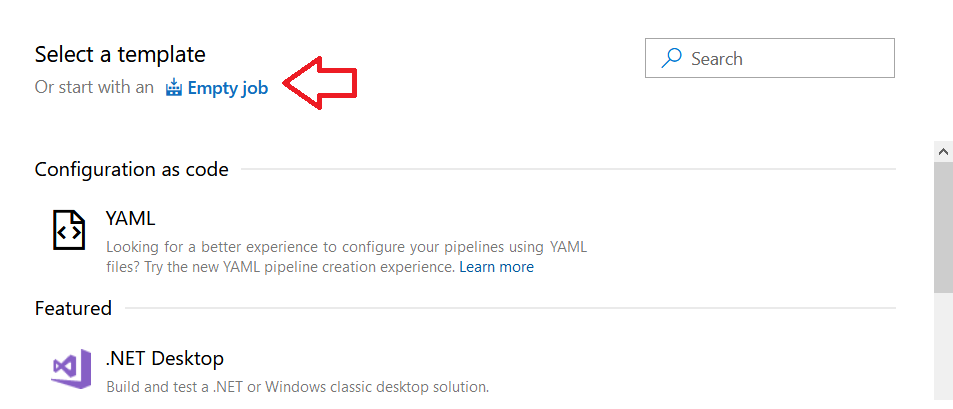 Select a template
Or start with an Empty job
Search
Configuration as code
YAML
Looking for a better experience to configure your pipelines using YAML
files? Try the new YAML pipeline creation experience. Learn more
Featured
.NET Desktop
Build and test a .NET or Windows classic desktop solution.